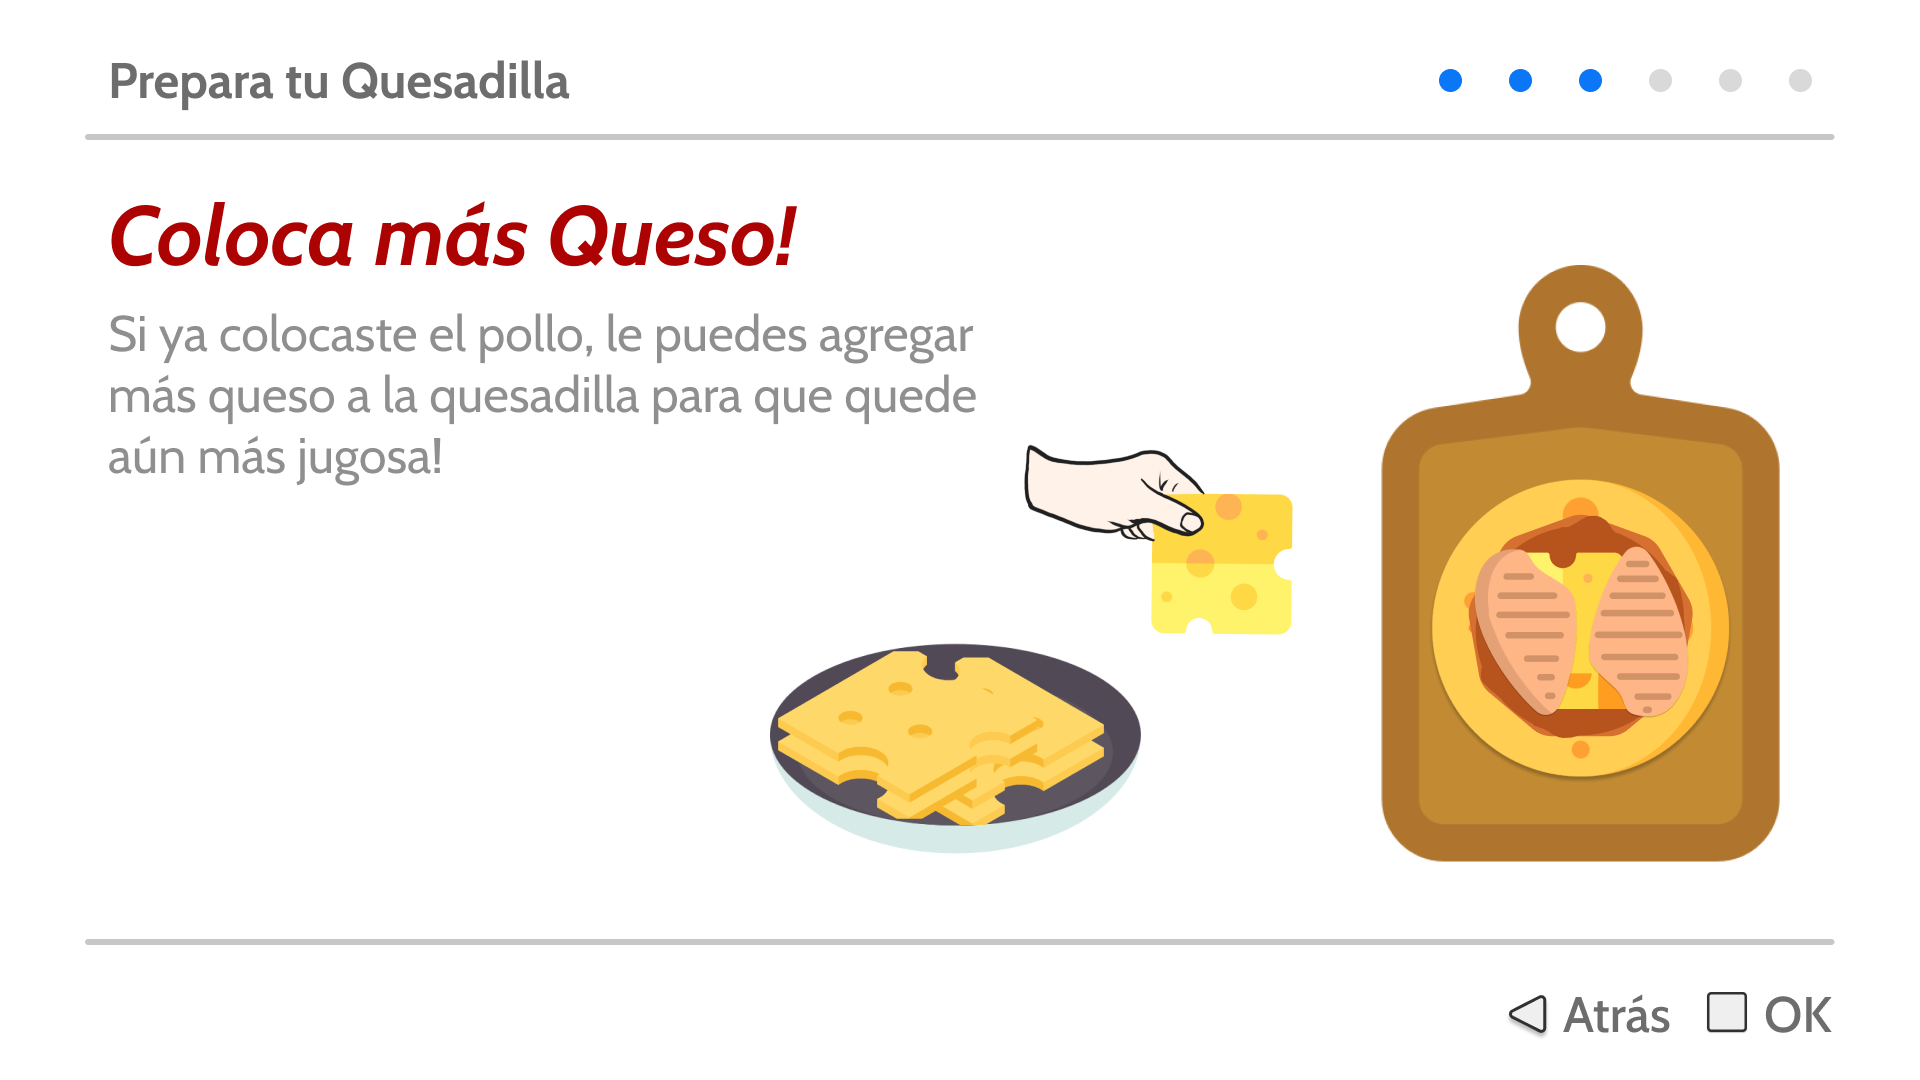 Prepara tu Quesadilla
Coloca más Queso!
Si ya colocaste el pollo, le puedes agregar
más queso a la quesadilla para que quede
aún más jugosa!
Atrás OK